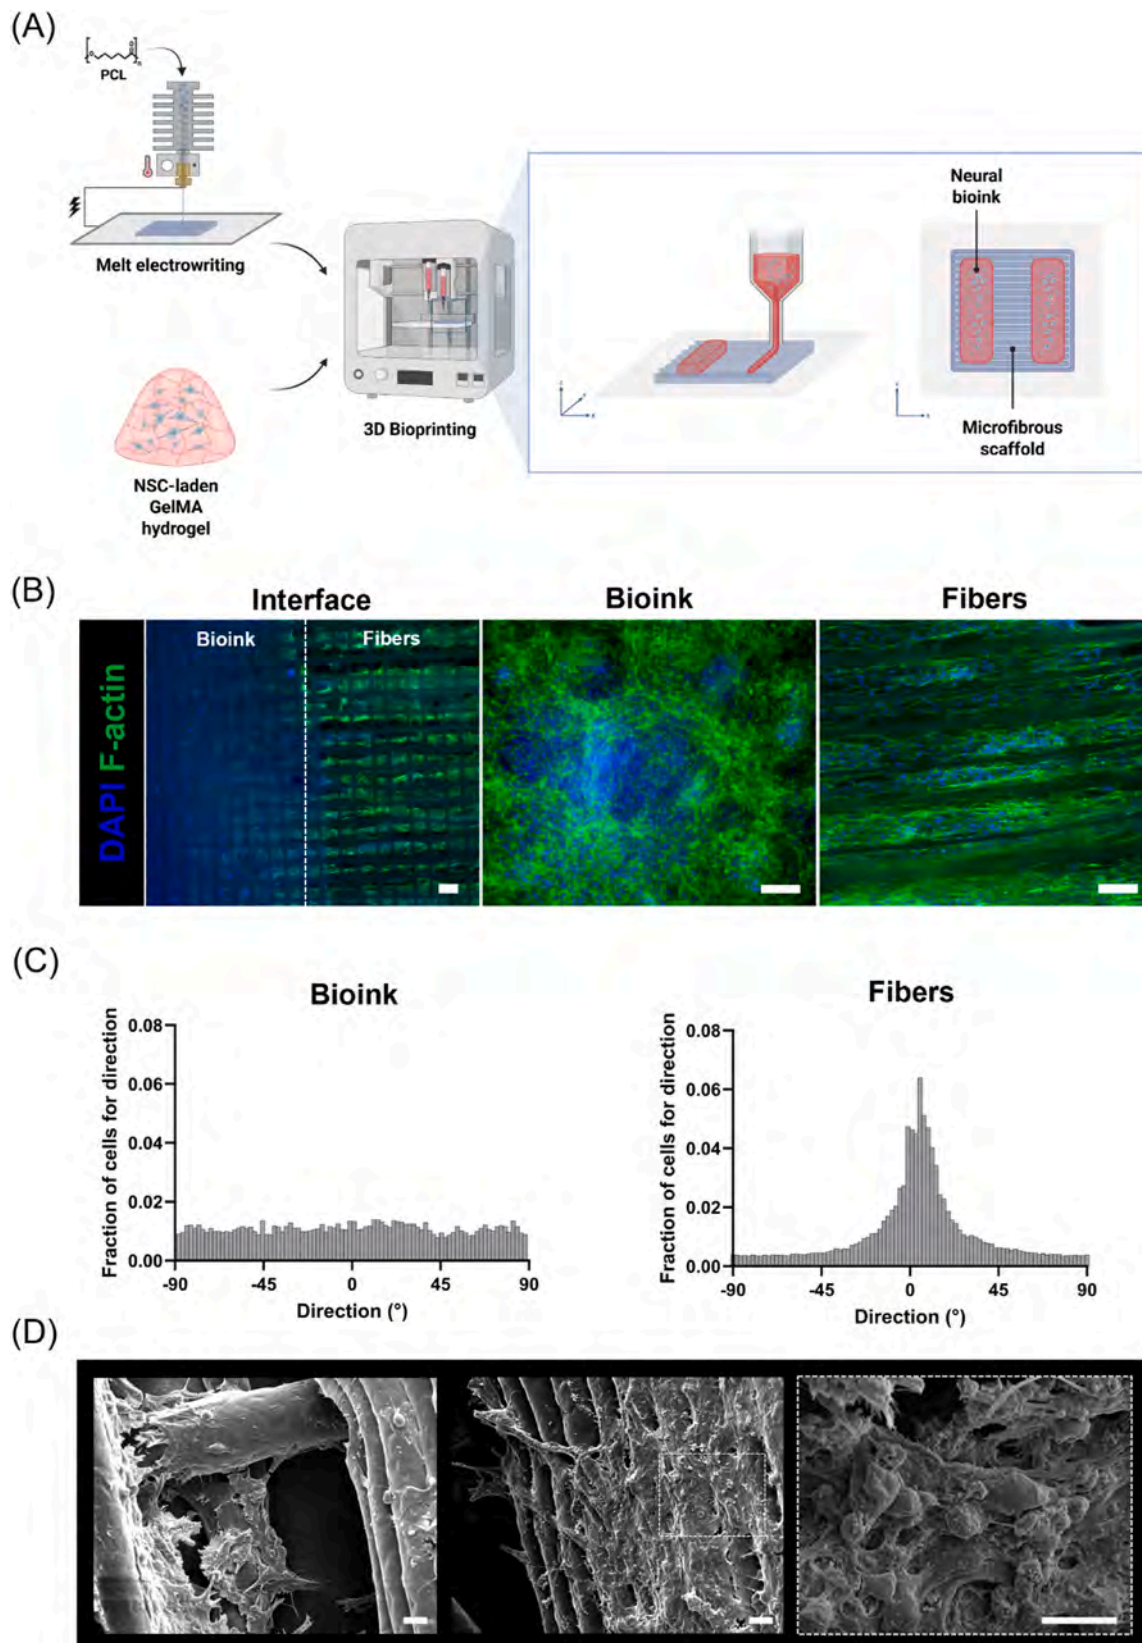 (A)
PCL
n
O
O
Melt electrowriting
NSC-laden
GelMA
hydrogel
3D Bioprinting
Neural
bioink
Microfibrous
scaffold
(B)
Interface
Bioink
Fibers
DAPI F-actin
Bioink
Fibers
(C)
Bioink
Fraction of cells for direction
0.08
0.06
0.04
0.02
0.00
-90
-45
0
45
90
Direction (°)
Fibers
Fraction of cells for direction
0.08
0.06
0.04
0.02
0.00
-90
-45
0
45
90
Direction (°)
(D)